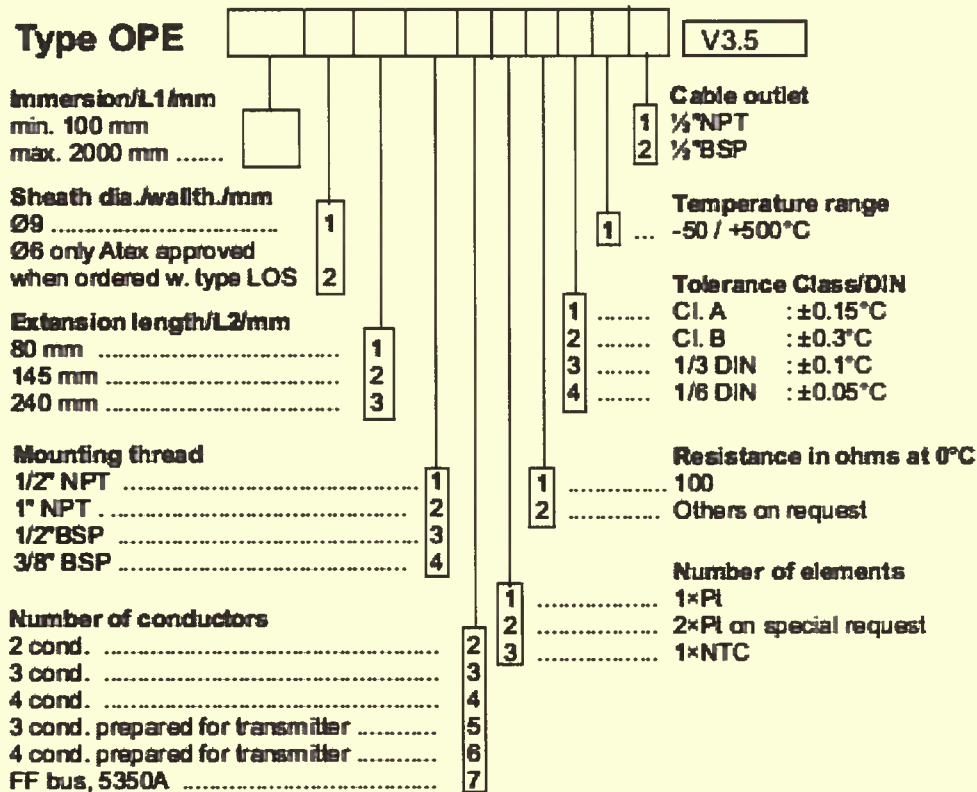 Type OPE
V3.5
Immersion/L1/mm
min. 100 mm
max. 2000 mm .......
Sheath dia./wallth./mm
Ø9 .................................... 1
Ø6 only Atex approved
when ordered w. type LOS 2
Extension length/L2/mm
80 mm ..................................... 1
145 mm .................................... 2
240 mm .................................... 3
Mounting thread
1/2" NPT .............................................. 1
1" NPT . .............................................. 2
1/2"BSP ............................................... 3
3/8" BSP .............................................. 4
Number of conductors
2 cond. ..................................................... 2
3 cond. ..................................................... 3
4 cond. ..................................................... 4
3 cond. prepared for transmitter ............ 5
4 cond. prepared for transmitter ............ 6
FF bus, 5350A ...................................... 7
Cable outlet
1 ½"NPT
2 ½"BSP
Temperature range
1 ... -50 / +500°C
Tolerance Class/DIN
1 ........ Cl. A : ±0.15°C
2 ........ Cl. B : ±0.3°C
3 ........ 1/3 DIN : ±0.1°C
4 ........ 1/6 DIN : ±0.05°C
Resistance in ohms at 0°C
1 ............. 100
2 ............. Others on request
Number of elements
1 .................. 1×Pt
2 .................. 2×Pt on special request
3 .................. 1×NTC